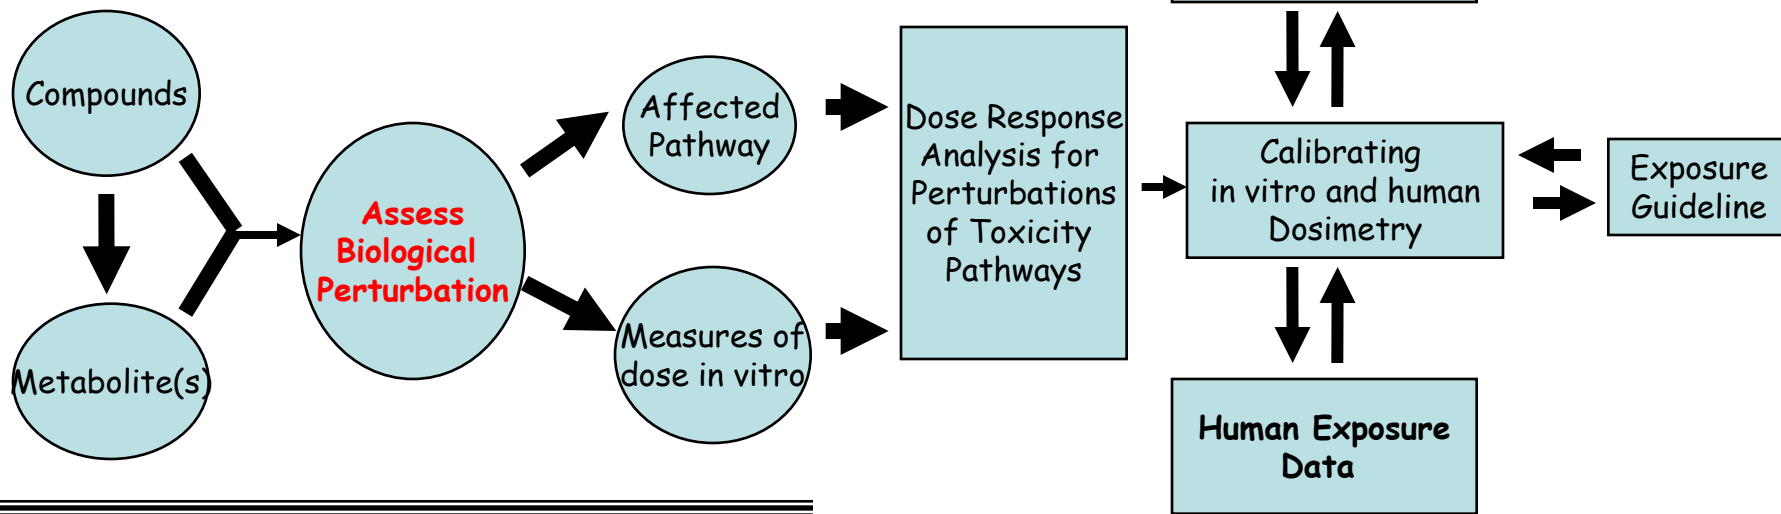 Compounds
Metabolite(s)
Assess
Biological
Perturbation
Affected
Pathway
Measures of
dose in vitro
Dose Response
Analysis for
Perturbations
of Toxicity
Pathways
Calibrating
in vitro and human
Dosimetry
Exposure
Guideline
Human Exposure
Data